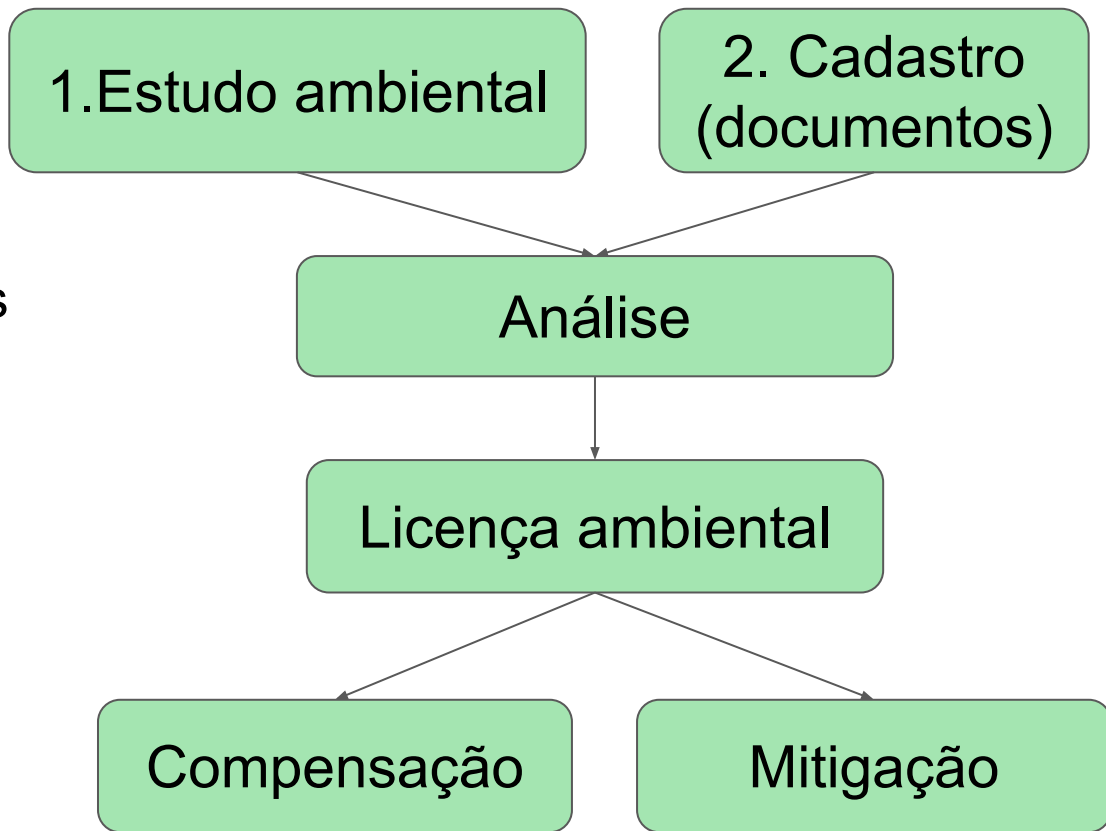 1.Estudo ambiental
2. Cadastro
(documentos)
s
Análise
Licença ambiental
Compensação
Mitigação